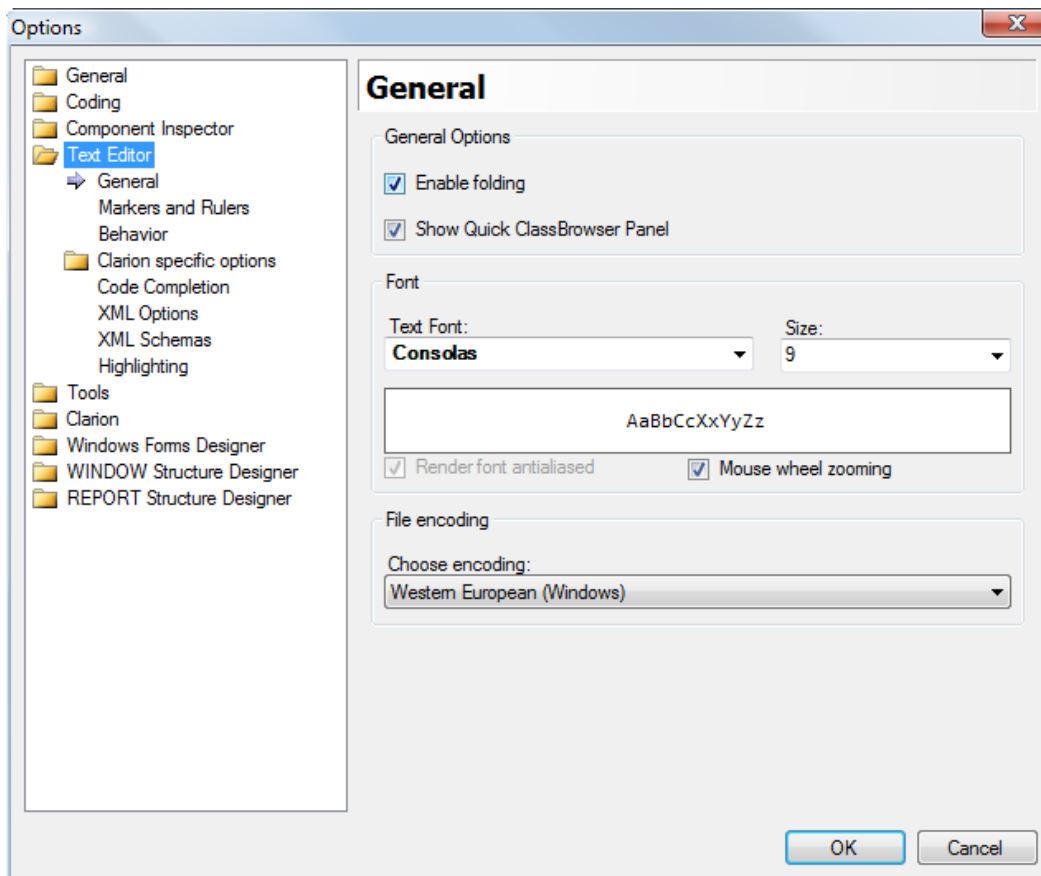 Options
General
Coding
Component Inspector
Text Editor
General
Markers and Rulers
Behavior
Clarion specific options
Code Completion
XML Options
XML Schemas
Highlighting
Tools
Clarion
Windows Forms Designer
WINDOW Structure Designer
REPORT Structure Designer
General
General Options
Enable folding
Show Quick ClassBrowser Panel
Font
Text Font: Size:
Consolas 9
AaBbCcXxYyZz
Render font antialiased Mouse wheel zooming
File encoding
Choose encoding:
Western European (Windows)
OK Cancel